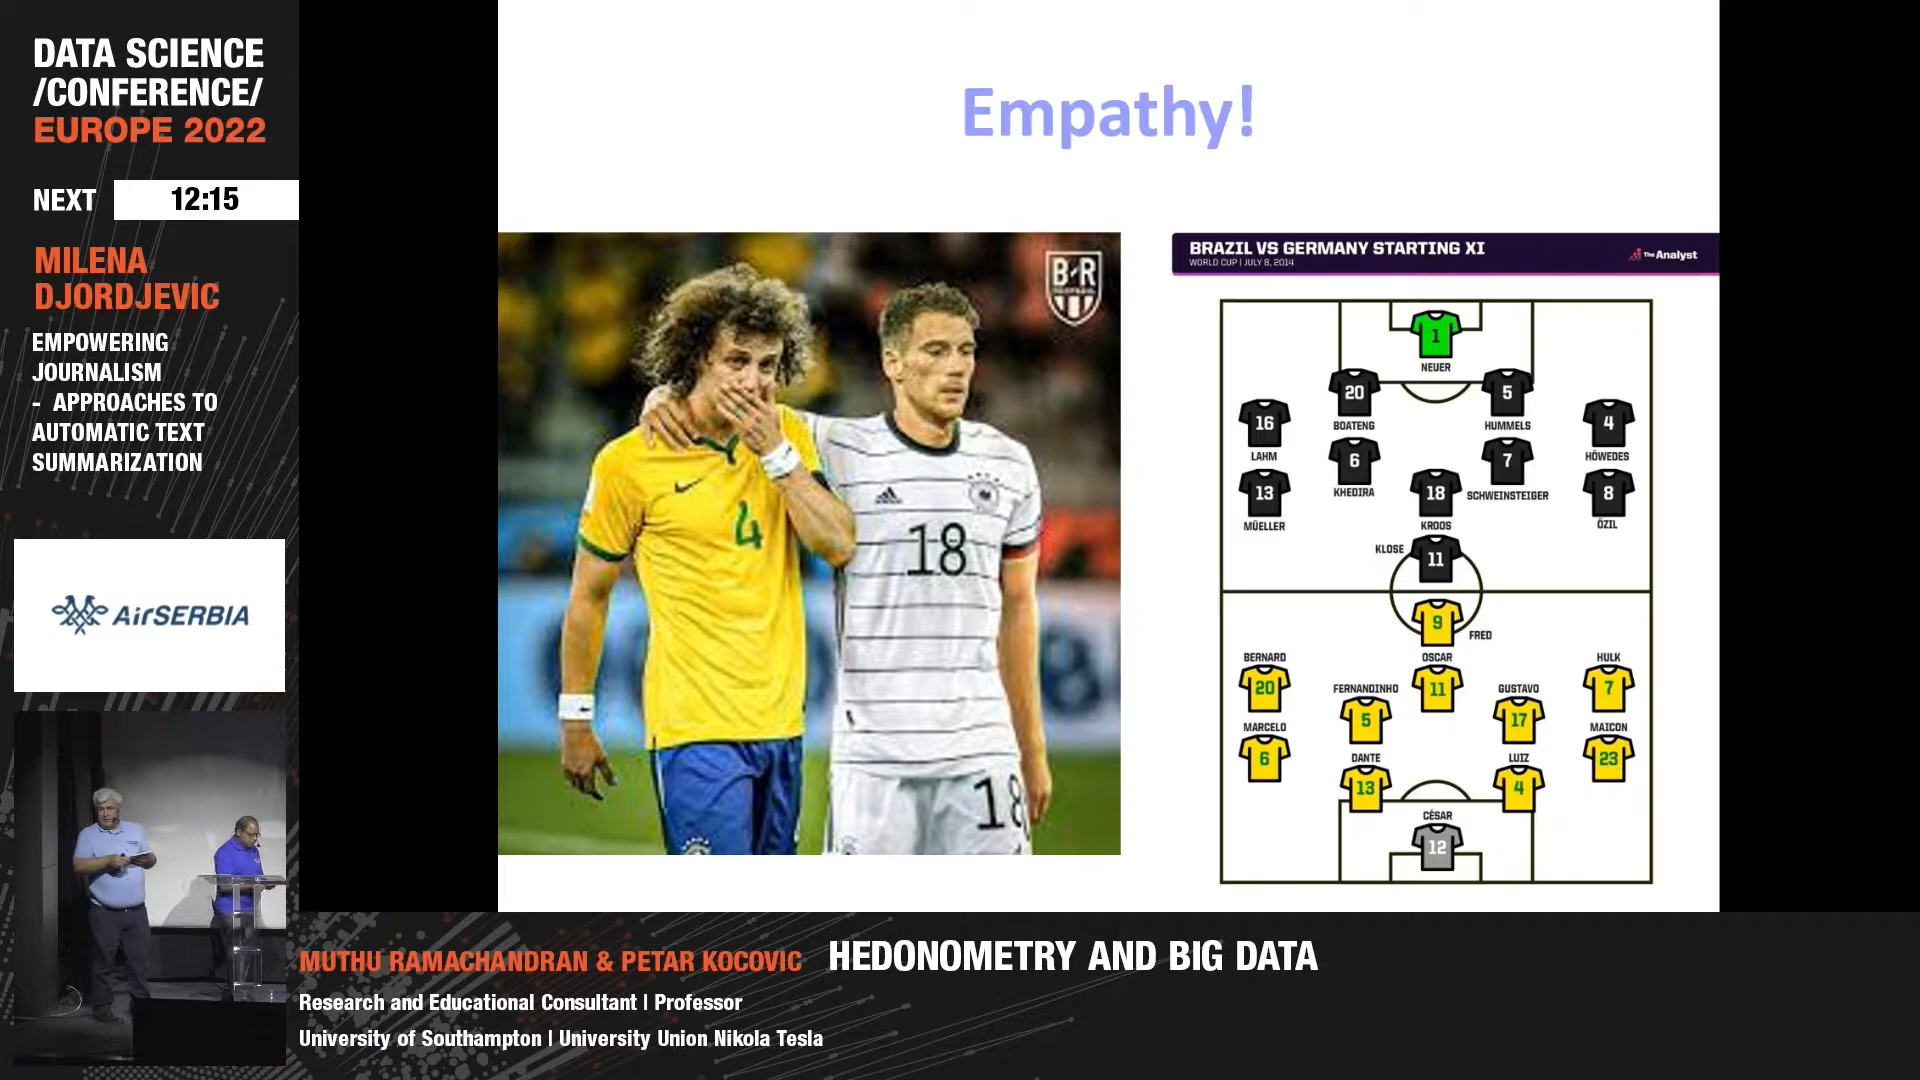 DATA SCIENCE
/CONFERENCE/
EUROPE 2022
NEXT 12:15
MILENA
DJORDJEVIC
EMPOWERING
JOURNALISM
- APPROACHES TO
AUTOMATIC TEXT
SUMMARIZATION
AirSERBIA
Empathy!
B R
4
18
18
BRAZIL VS GERMANY STARTING XI
WORLD CUP | JULY 8, 2014
The Analyst
1
NEUER
20
BOATENG
5
HUMMELS
16
LAHM
4
HÖWEDES
6
KHEDIRA
7
SCHWEINSTEIGER
13
MÜELLER
18
KROOS
8
ÖZIL
KLOSE
11
9
FRED
BERNARD
20
OSCAR
11
HULK
7
FERNANDINHO
5
GUSTAVO
17
MARCELO
6
MAICON
23
DANTE
13
LUIZ
4
CÉSAR
12
MUTHU RAMACHANDRAN & PETAR KOCOVIC HEDONOMETRY AND BIG DATA
Research and Educational Consultant | Professor
University of Southampton | University Union Nikola Tesla